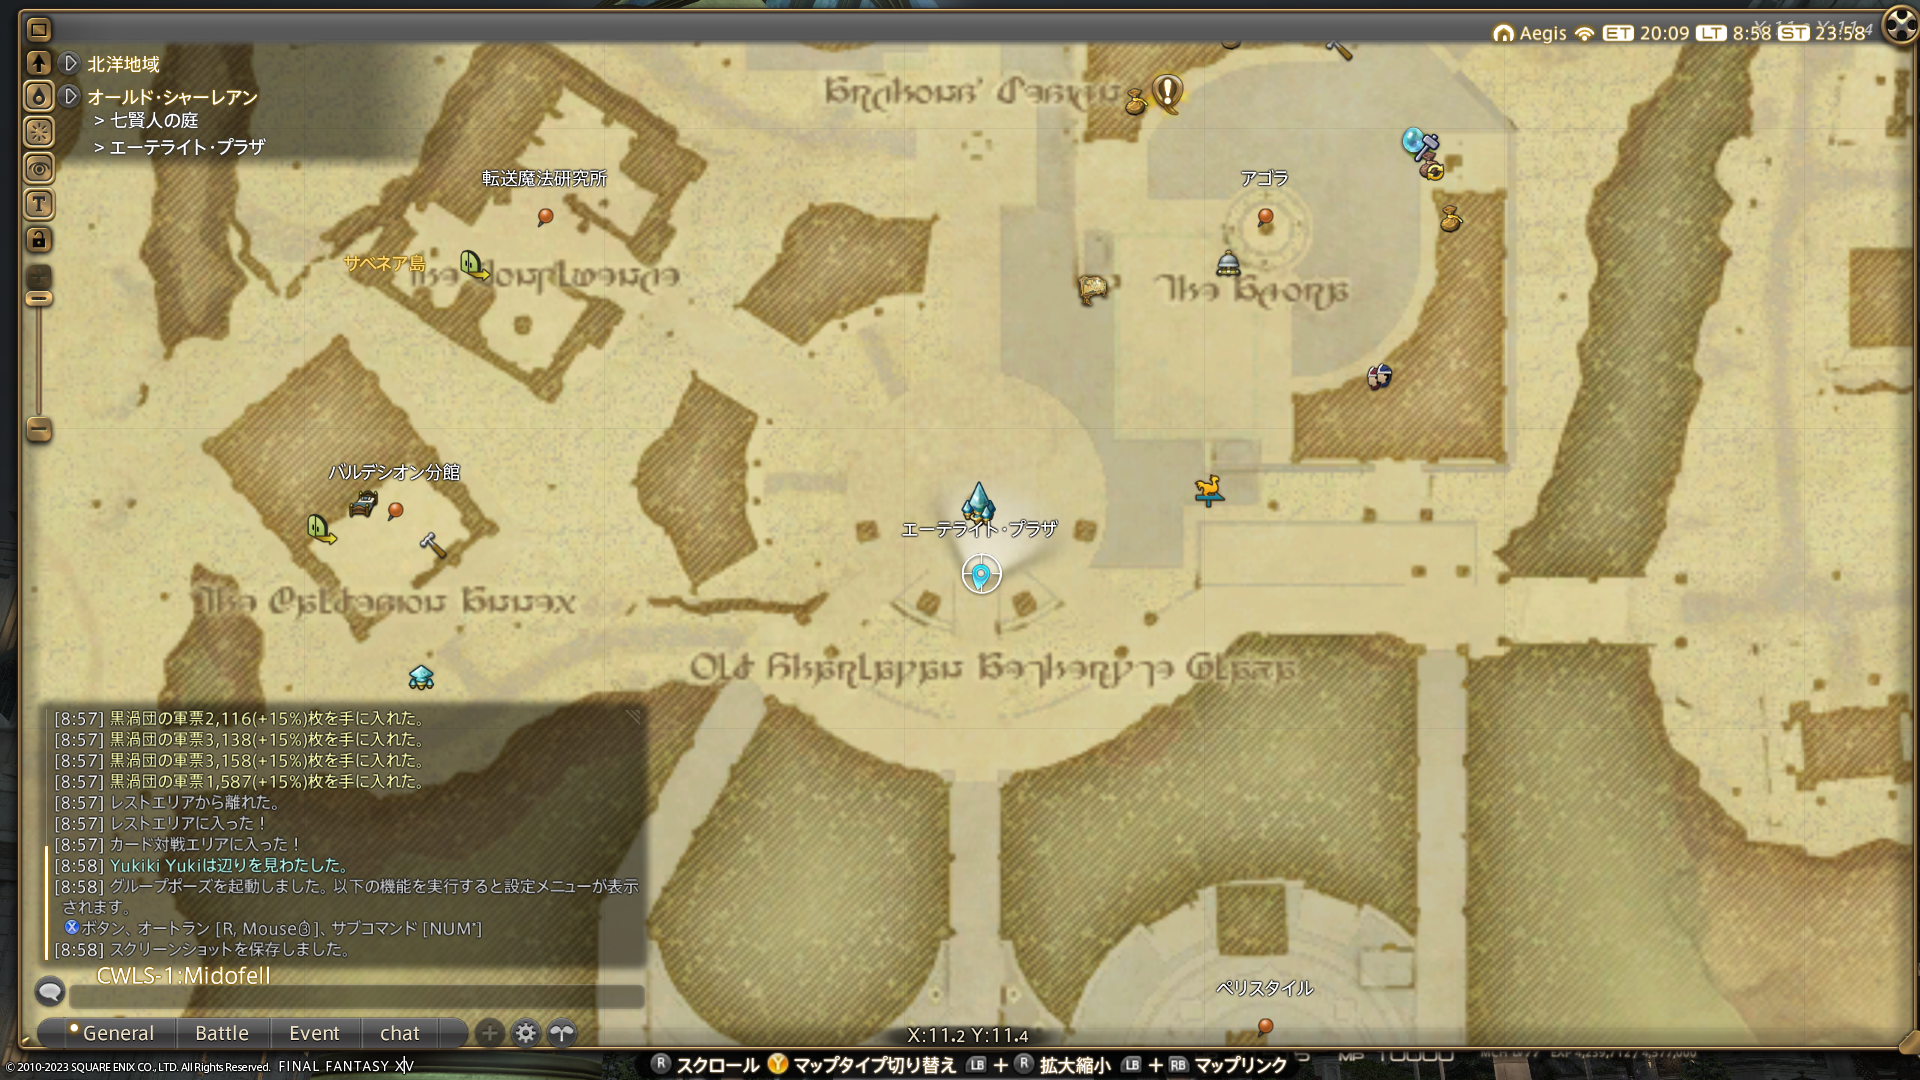 Aegis ET 20:09 LT 8:58 ST 23:58
北洋地域
オールド・シャーレアン
> 七賢人の庭
> エーテライト・プラザ
転送魔法研究所
アゴラ
サベネア島
バルデシオン分館
エーテライト・プラザ
ペリスタイル
[8:57] 黒渦団の軍票2,116(+15%)枚を手に入れた。
[8:57] 黒渦団の軍票3,138(+15%)枚を手に入れた。
[8:57] 黒渦団の軍票3,158(+15%)枚を手に入れた。
[8:57] 黒渦団の軍票1,587(+15%)枚を手に入れた。
[8:57] レストエリアから離れた。
[8:57] レストエリアに入った！
[8:57] カード対戦エリアに入った！
[8:58] Yukiki Yukiは辺りを見わたした。
[8:58] グループポーズを起動しました。以下の機能を実行すると設定メニューが表示
されます。
Xボタン、オートラン [R, Mouse3]、サブコマンド [NUM*]
[8:58] スクリーンショットを保存しました。
CWLS-1:Midofell
General Battle Event chat
X:11.2 Y:11.4
R スクロール Y マップタイプ切り替え LB + R 拡大縮小 LB + RB マップリンク
© 2010-2023 SQUARE ENIX CO., LTD. All Rights Reserved. FINAL FANTASY XIV